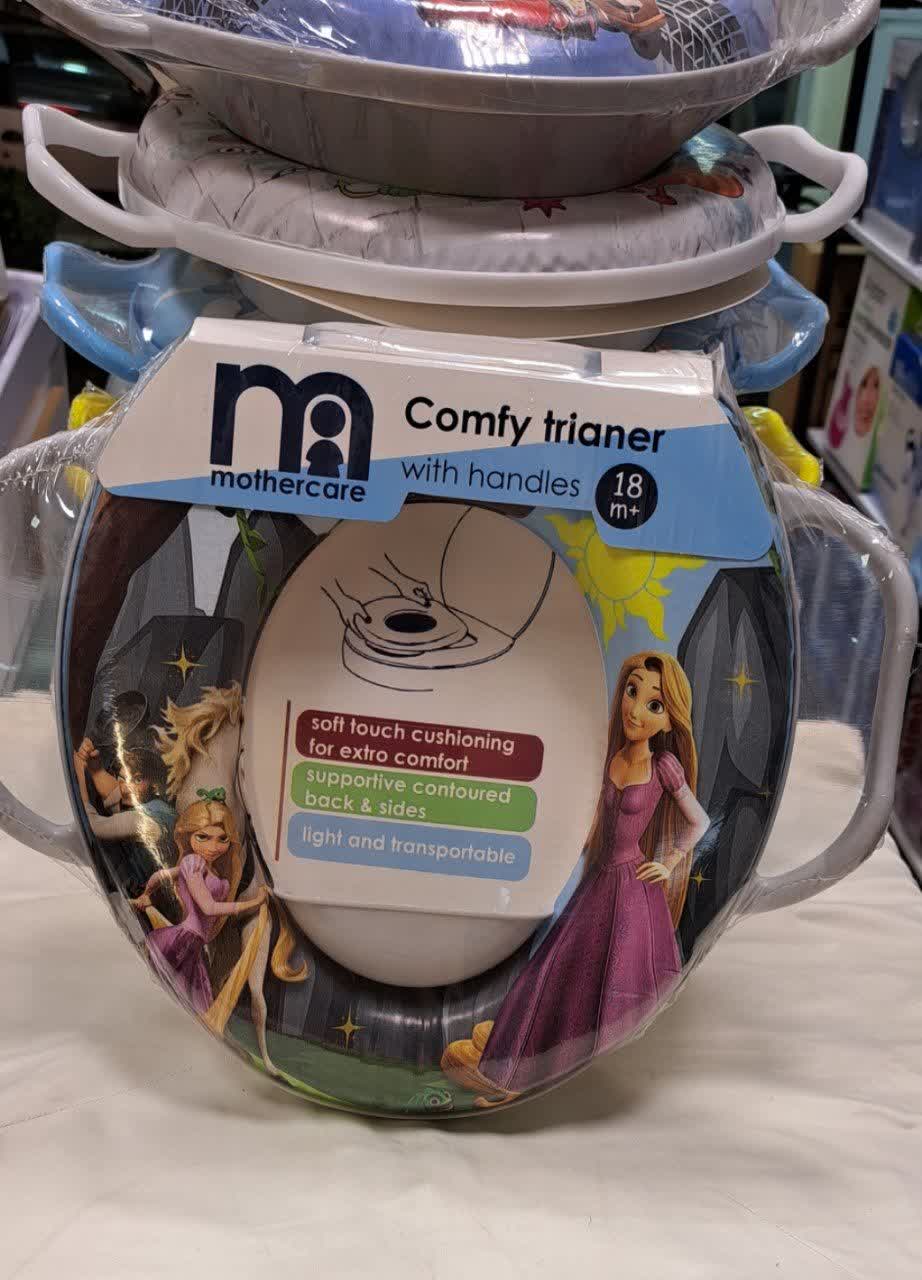 mothercare
Comfy trianer
with handles
18
m+
soft touch cushioning
for extro comfort
supportive contoured
back & sides
light and transportable